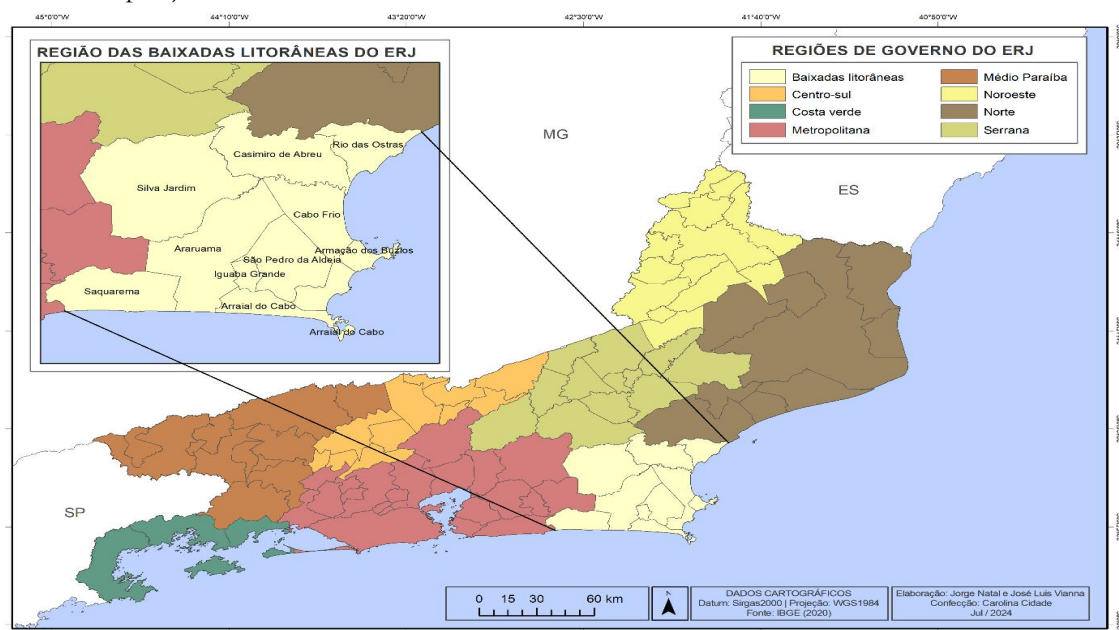 45°0'0"W 44°10'0"W 43°20'0"W 42°30'0"W 41°40'0"W 40°50'0"W
REGIÃO DAS BAIXADAS LITORÂNEAS DO ERJ
Rio das Ostras
Casimiro de Abreu
Silva Jardim
Cabo Frio
Araruama
Armação dos Búzios
São Pedro da Aldeia
Iguaba Grande
Saquarema
Arraial do Cabo
Arraial do Cabo
REGIÕES DE GOVERNO DO ERJ
Baixadas litorâneas
Centro-sul
Costa verde
Metropolitana
Médio Paraíba
Noroeste
Norte
Serrana
MG
ES
SP
0 15 30 60 km
N
DADOS CARTOGRÁFICOS
Datum: Sirgas2000 | Projeção: WGS1984
Fonte: IBGE (2020)
Elaboração: Jorge Natal e José Luis Vianna
Confecção: Carolina Cidade
Jul / 2024